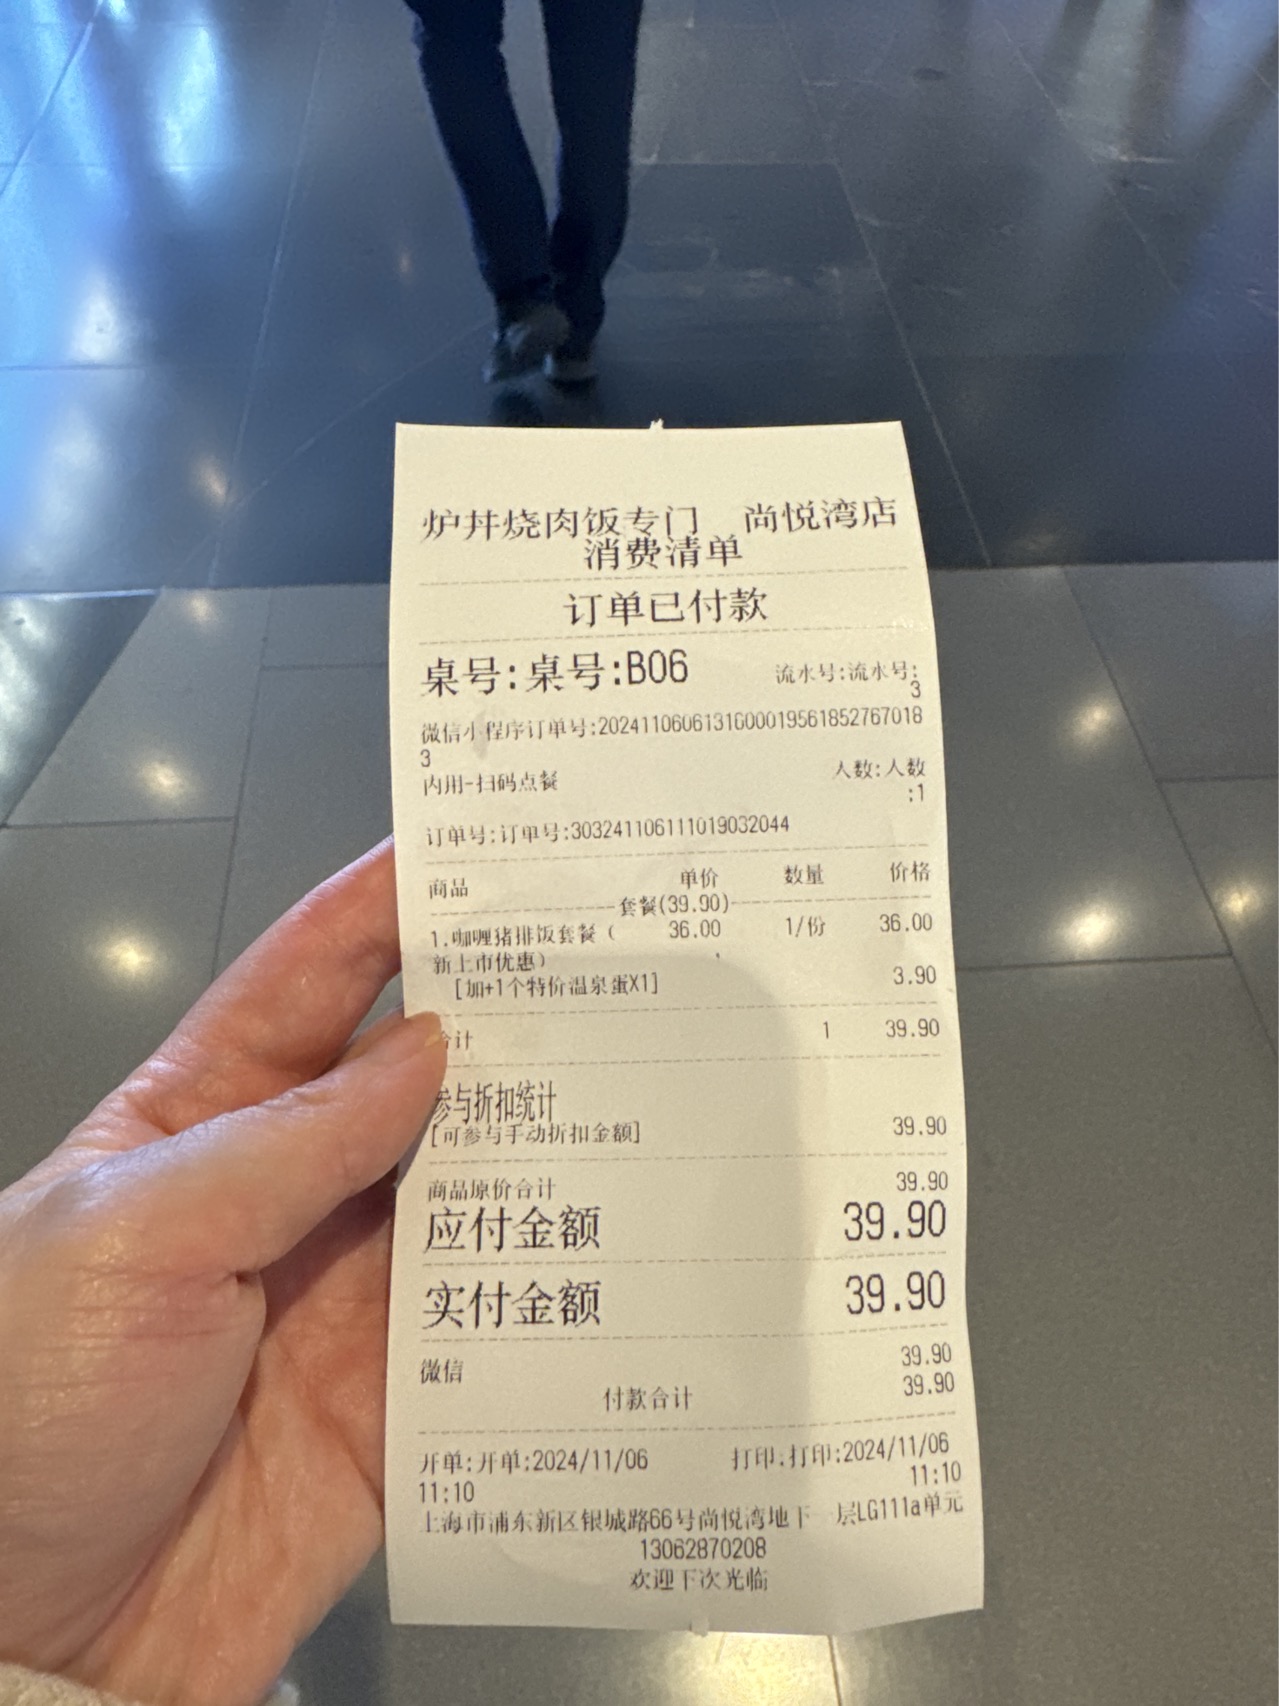 炉丼烧肉饭专门 尚悦湾店
消费清单
订单已付款
桌号:桌号:B06 流水号:流水号:
3
微信小程序订单号:2024110606131600019561852767018
3
内用-扫码点餐 人数:人数
:1
订单号:订单号:303241106111019032044
商品 单价 数量 价格
套餐(39.90)
1.咖喱猪排饭套餐( 36.00 1/份 36.00
新上市优惠)
[加+1个特价温泉蛋X1] 3.90
合计 1 39.90
参与折扣统计
[可参与手动折扣金额] 39.90
商品原价合计 39.90
应付金额 39.90
实付金额 39.90
微信 39.90
付款合计 39.90
开单:开单:2024/11/06 打印:打印:2024/11/06
11:10 11:10
上海市浦东新区银城路66号尚悦湾地下一层LG111a单元
13062870208
欢迎下次光临